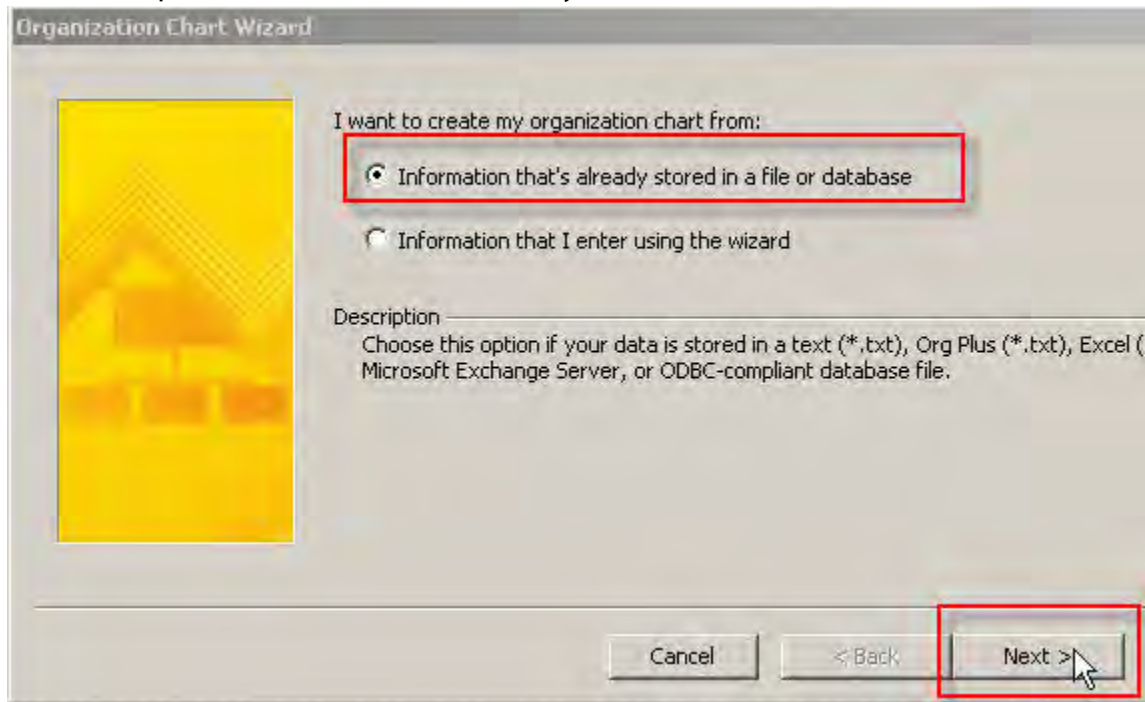 Organization Chart Wizard
I want to create my organization chart from:
Information that's already stored in a file or database
Information that I enter using the wizard
Description
Choose this option if your data is stored in a text (*.txt), Org Plus (*.txt), Excel (
Microsoft Exchange Server, or ODBC-compliant database file.
Cancel < Back Next >